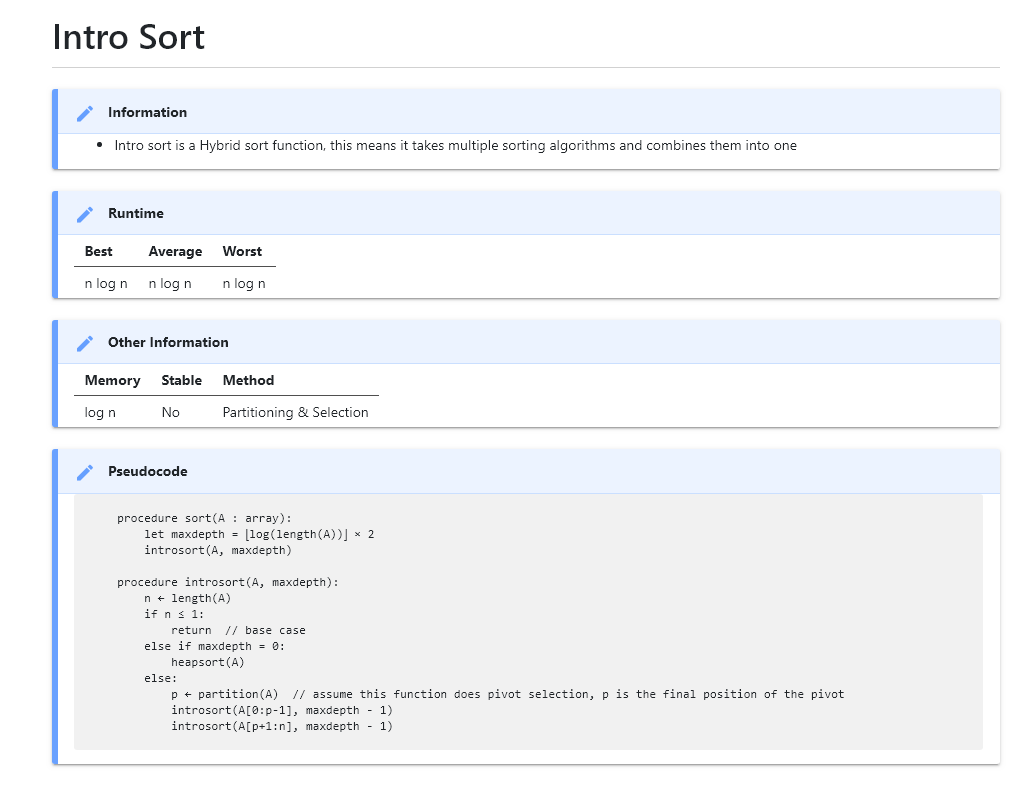 Intro Sort
Information
• Intro sort is a Hybrid sort function, this means it takes multiple sorting algorithms and combines them into one
Runtime
Best Average Worst
n log n n log n n log n
Other Information
Memory Stable Method
log n No Partitioning & Selection
Pseudocode
procedure sort(A : array):
    let maxdepth = ⌊log(length(A))⌋ × 2
    introsort(A, maxdepth)
procedure introsort(A, maxdepth):
    n ← length(A)
    if n ≤ 1:
        return  // base case
    else if maxdepth = 0:
        heapsort(A)
    else:
        p ← partition(A)  // assume this function does pivot selection, p is the final position of the pivot
        introsort(A[0:p-1], maxdepth - 1)
        introsort(A[p+1:n], maxdepth - 1)